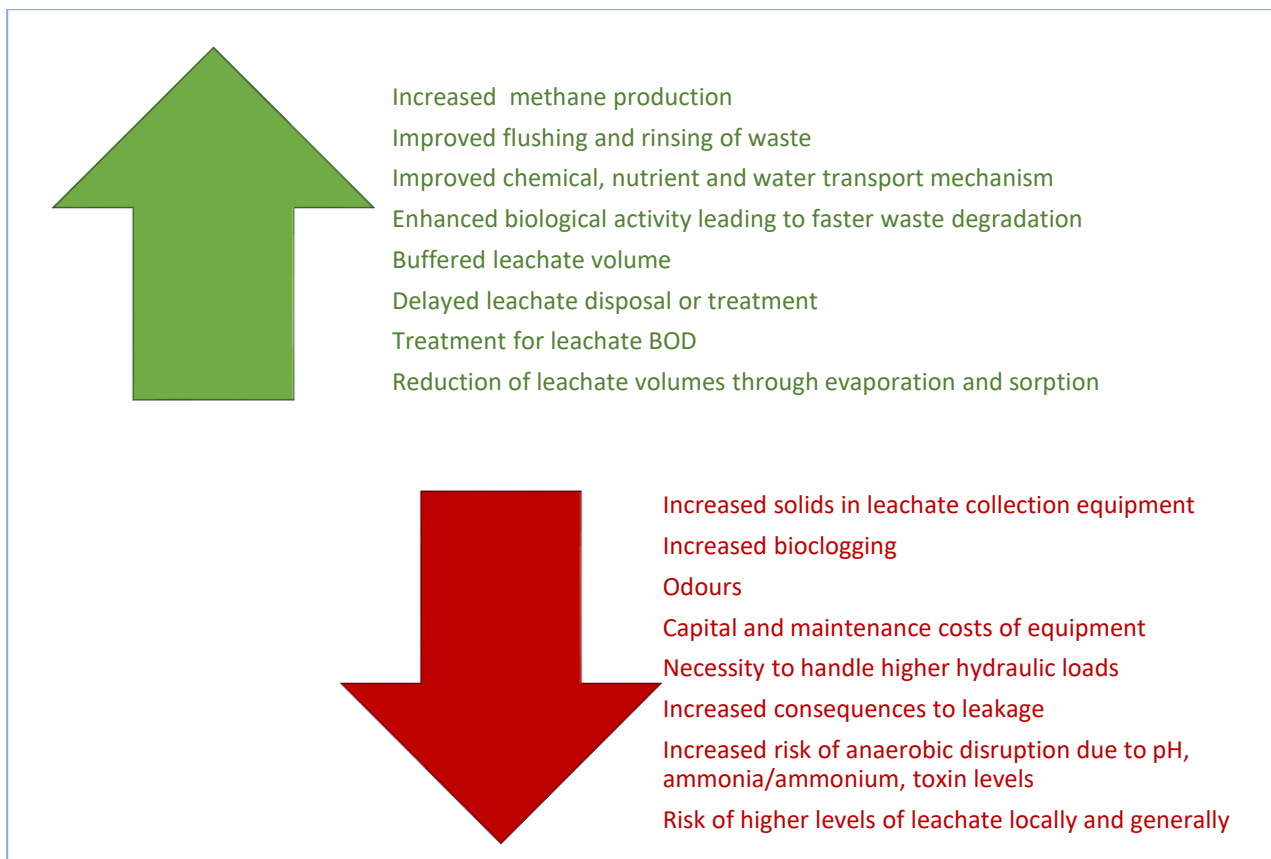 Increased  methane production
Improved flushing and rinsing of waste
Improved chemical, nutrient and water transport mechanism
Enhanced biological activity leading to faster waste degradation
Buffered leachate volume
Delayed leachate disposal or treatment
Treatment for leachate BOD
Reduction of leachate volumes through evaporation and sorption
Increased solids in leachate collection equipment
Increased bioclogging
Odours
Capital and maintenance costs of equipment
Necessity to handle higher hydraulic loads
Increased consequences to leakage
Increased risk of anaerobic disruption due to pH,
ammonia/ammonium, toxin levels
Risk of higher levels of leachate locally and generally